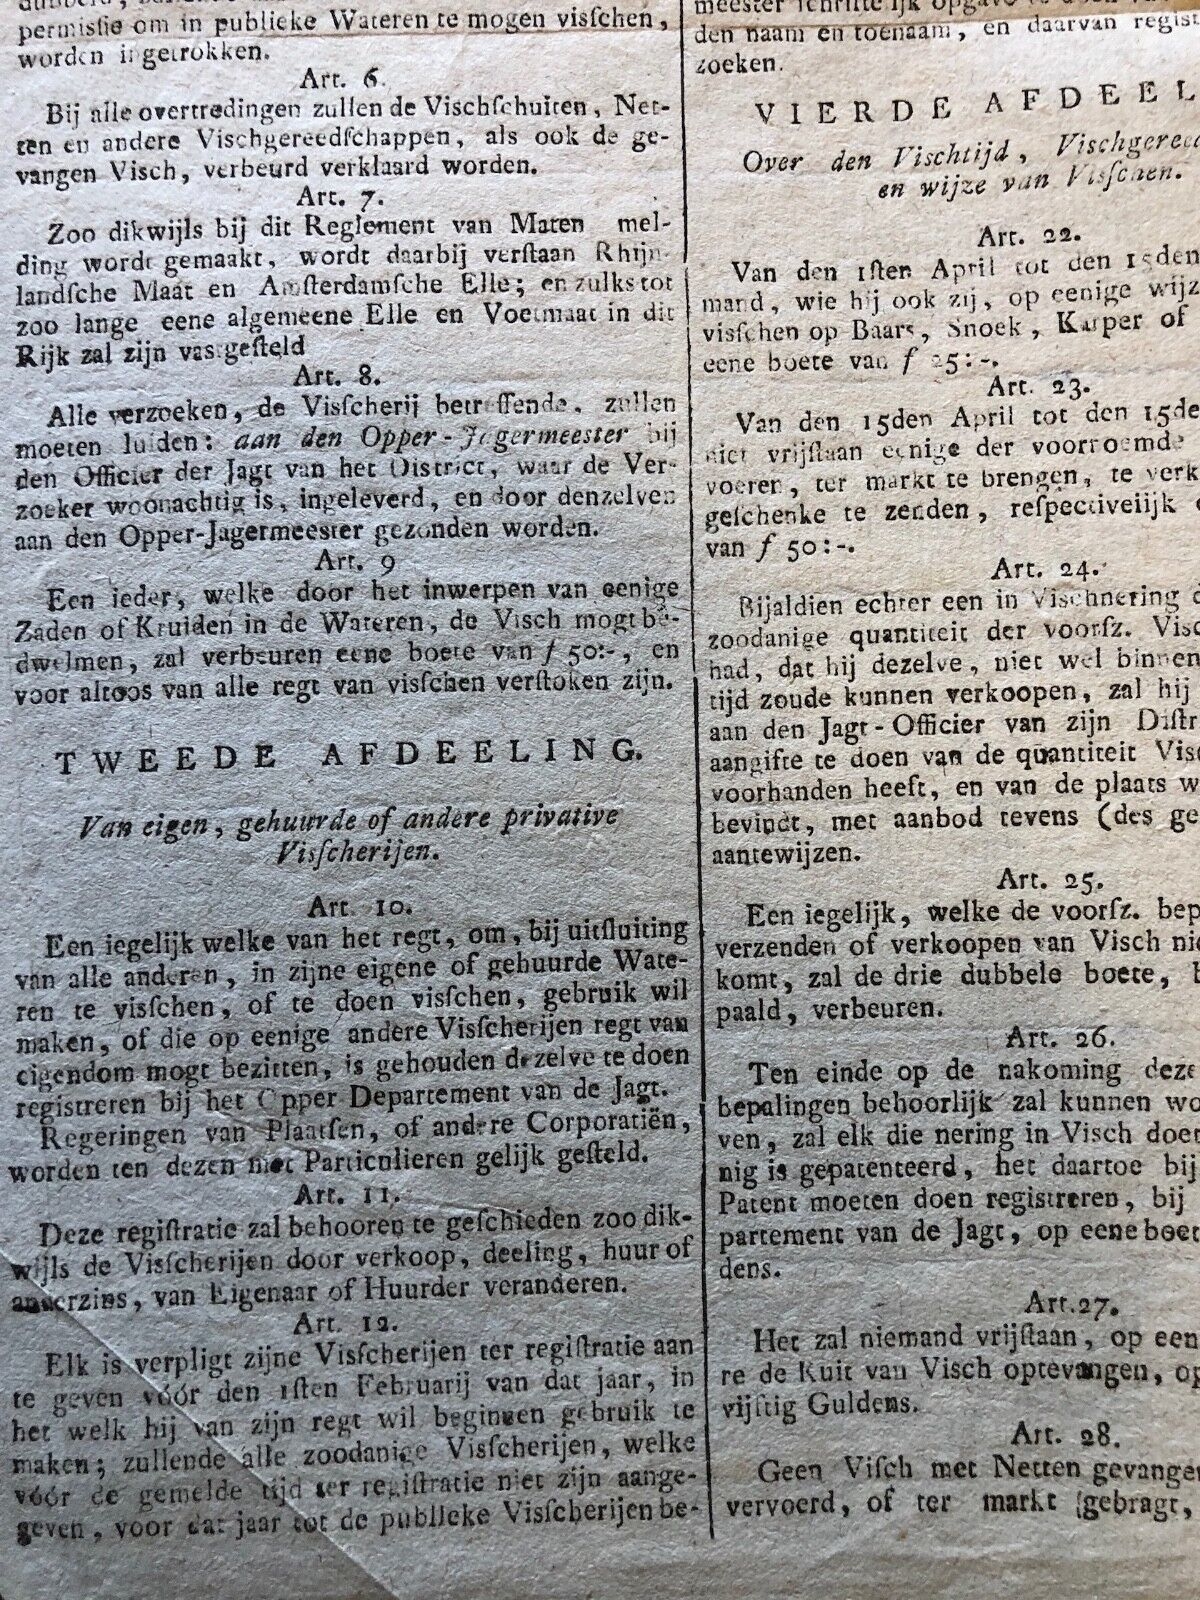 permistie om in publieke Wateren te mogen visſchen,
worden ingetrokken.
Art. 6.
Bij alle overtredingen zullen de Vischſchuiten, Net-
ten en andere Vischgereedſchappen, als ook de ge-
vangen Visch, verbeurd verklaard worden.
Art. 7.
Zoo dikwijls bij dit Reglement van Maten mel-
ding wordt gemaakt, wordt daarbij verſtaan Rhijn-
landſche Maat en Amſterdamſche Elle; en zulks tot
zoo lange eene algemeene Elle en Voetmaat in dit
Rijk zal zijn vastgeſteld
Art. 8.
Alle verzoeken, de Visſcherij betreffende, zullen
moeten luiden: aan den Opper-Jagermeester bij
den Officier der Jagt van het District, waar de Ver-
zoeker woonachtig is, ingeleverd, en door denzelven
aan den Opper-Jagermeester gezonden worden.
Art. 9
Een ieder, welke door het inwerpen van eenige
Zaden of Kruiden in de Wateren, de Visch mogt be-
dwelmen, zal verbeuren eene boete van f 50:-, en
voor altoos van alle regt van visſchen verſtoken zijn.
TWEEDE AFDEELING.
Van eigen, gehuurde of andere privative
Visſcherijen.
Art. 10.
Een iegelijk welke van het regt, om, bij uitſluiting
van alle anderen, in zijne eigene of gehuurde Wate-
ren te visſchen, of te doen visſchen, gebruik wil
maken, of die op eenige andere Visſcherijen regt van
eigendom mogt bezitten, is gehouden dezelve te doen
registreren bij het Opper Departement van de Jagt.
Regeringen van Plaatſen, of andere Corporatiën,
worden ten dezen met Particulieren gelijk geſteld.
Art. 11.
Deze regiſtratie zal behooren te geſchieden zoo dik-
wijls de Visſcherijen door verkoop, deeling, huur of
anderzins, van Eigenaar of Huurder veranderen.
Art. 12.
Elk is verpligt zijne Visſcherijen ter regiſtratie aan
te geven vóór den 1ſten Februarij van dat jaar, in
het welk hij van zijn regt wil beginnen gebruik te
maken; zullende alle zoodanige Visſcherijen, welke
vóór de gemelde tijd ter regiſtratie niet zijn aange-
geven, voor dat jaar tot de publieke Visſcherijen be-
den naam en toenaam, en daarvan regist
zoeken.
VIERDE AFDEEL
Over den Vischtijd, Vischgereed
en wijze van Visſchen.
Art. 22.
Van den 1ſten April tot den 15den
mand, wie hij ook zij, op eenige wijz
visſchen op Baars, Snoek, Karper of
eene boete van f 25:-.
Art. 23.
Van den 15den April tot den 15de
niet vrijſtaan eenige der voornoemde
voeren, ter markt te brengen, te verk
geſchenke te zenden, reſpectivelijk
van f 50:-.
Art. 24.
Bijaldien echter een in Vischnering
zoodanige quantiteit der voorſz. Visc
had, dat hij dezelve, niet wel binnen
tijd zoude kunnen verkoopen, zal hij
aan den Jagt-Officier van zijn Diſtr
aangifte te doen van de quantiteit Visc
voorhanden heeft, en van de plaats w
bevindt, met aanbod tevens (des ge
aantewijzen.
Art. 25.
Een iegelijk, welke de voorſz. bep
verzenden of verkoopen van Visch nie
komt, zal de drie dubbele boete, b
paald, verbeuren.
Art. 26.
Ten einde op de nakoming deze
bepalingen behoorlijk zal kunnen wo
ven, zal elk die nering in Visch doen
nig is gepatenteerd, het daartoe bij
Patent moeten doen registreren, bij
partement van de Jagt, op eene boet
dens.
Art.27.
Het zal niemand vrijſtaan, op een
re de Kuit van Visch optevangen, op
vijftig Guldens.
Art. 28.
Geen Viſch met Netten gevangen
vervoerd, of ter markt gebragt,